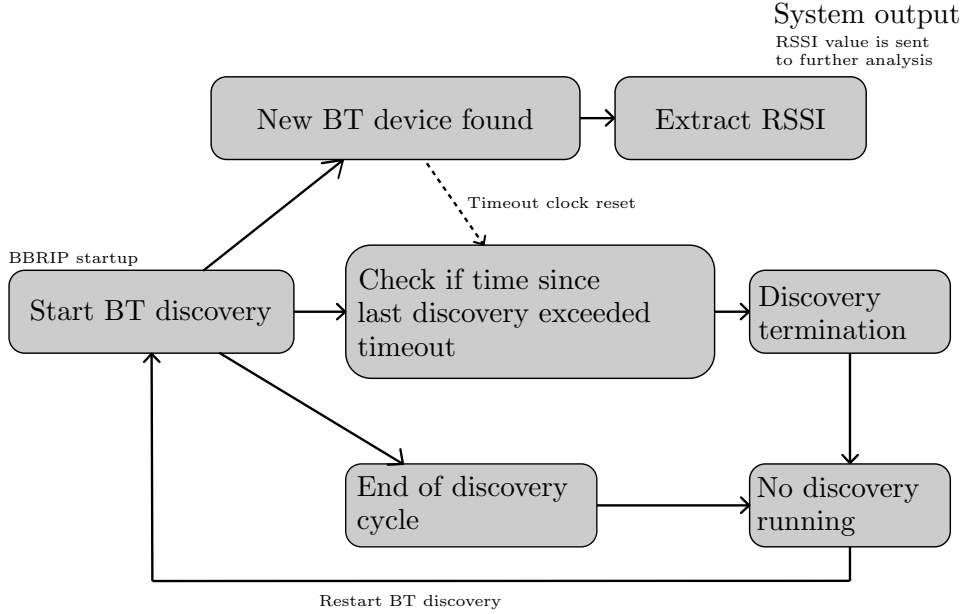 System output
RSSI value is sent
to further analysis
New BT device found
Extract RSSI
Timeout clock reset
BBRIP startup
Start BT discovery
Check if time since
last discovery exceeded
timeout
Discovery
termination
End of discovery
cycle
No discovery
running
Restart BT discovery